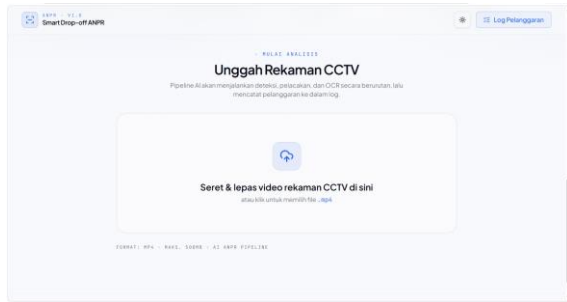 ANPR · V1.0
Smart Drop-off ANPR
Log Pelanggaran
· MULAI ANALISIS
Unggah Rekaman CCTV
Pipeline AI akan menjalankan deteksi, pelacakan, dan OCR secara berurutan, lalu
mencatat pelanggaran ke dalam log.
Seret & lepas video rekaman CCTV di sini
atau klik untuk memilih file .mp4
FORMAT: MP4 · MAKS. 500MB · AI ANPR PIPELINE